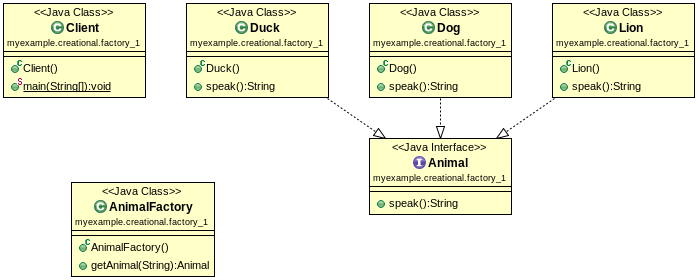 <<Java Class>>
Client
myexample.creational.factory_1
Client()
main(String[]):void
<<Java Class>>
Duck
myexample.creational.factory_1
Duck()
speak():String
<<Java Class>>
Dog
myexample.creational.factory_1
Dog()
speak():String
<<Java Class>>
Lion
myexample.creational.factory_1
Lion()
speak():String
<<Java Interface>>
Animal
myexample.creational.factory_1
speak():String
<<Java Class>>
AnimalFactory
myexample.creational.factory_1
AnimalFactory()
getAnimal(String):Animal